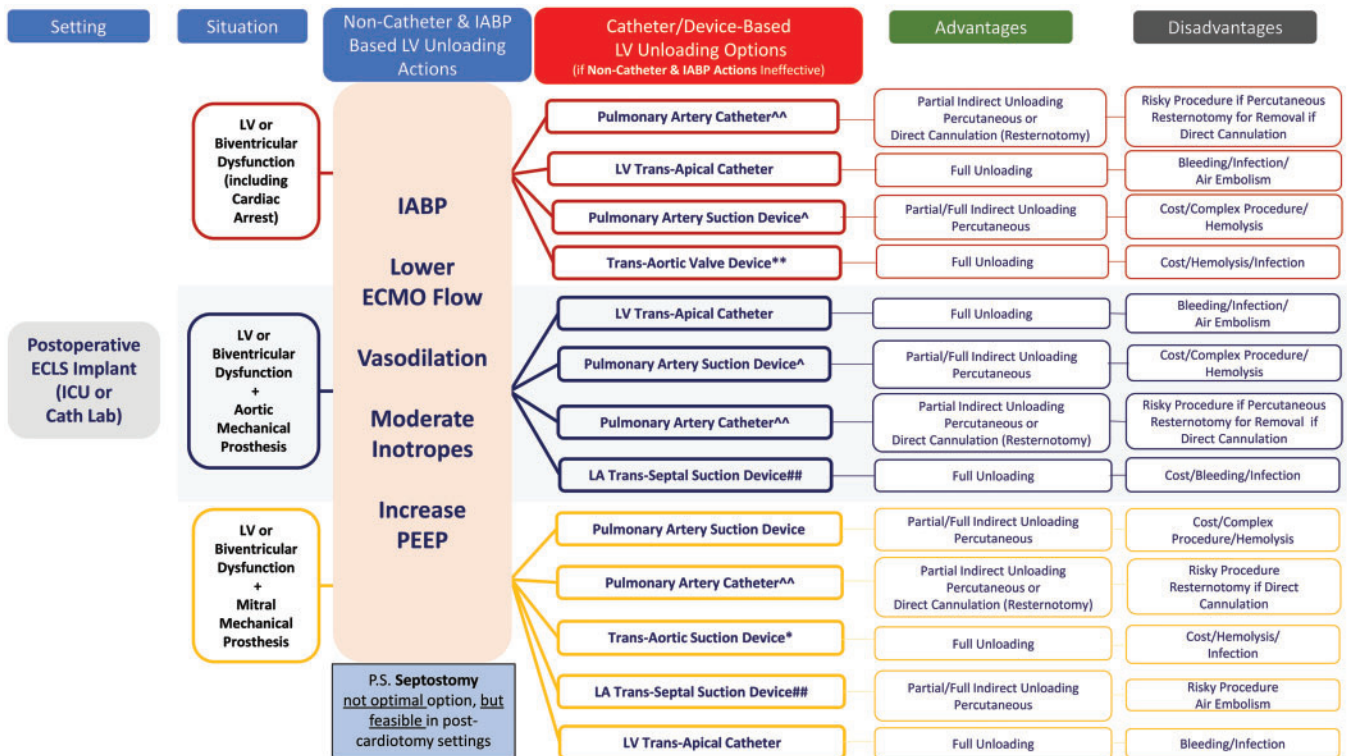 Setting
Situation
Non-Catheter & IABP
Based LV Unloading
Actions
Catheter/Device-Based
LV Unloading Options
(if Non-Catheter & IABP Actions Ineffective)
Advantages
Disadvantages
Postoperative
ECLS Implant
(ICU or
Cath Lab)
LV or
Biventricular
Dysfunction
(including
Cardiac
Arrest)
IABP
Lower
ECMO Flow
Vasodilation
Moderate
Inotropes
Increase
PEEP
P.S. Septostomy
not optimal option, but
feasible in post-
cardiotomy settings
Pulmonary Artery Catheter^^
Partial Indirect Unloading
Percutaneous or
Direct Cannulation (Resternotomy)
Risky Procedure if Percutaneous
Resternotomy for Removal if
Direct Cannulation
LV Trans-Apical Catheter
Full Unloading
Bleeding/Infection/
Air Embolism
Pulmonary Artery Suction Device^
Partial/Full Indirect Unloading
Percutaneous
Cost/Complex Procedure/
Hemolysis
Trans-Aortic Valve Device**
Full Unloading
Cost/Hemolysis/Infection
LV or
Biventricular
Dysfunction
+
Aortic
Mechanical
Prosthesis
LV Trans-Apical Catheter
Full Unloading
Bleeding/Infection/
Air Embolism
Pulmonary Artery Suction Device^
Partial/Full Indirect Unloading
Percutaneous
Cost/Complex Procedure/
Hemolysis
Pulmonary Artery Catheter^^
Partial Indirect Unloading
Percutaneous or
Direct Cannulation (Resternotomy)
Risky Procedure if Percutaneous
Resternotomy for Removal if
Direct Cannulation
LA Trans-Septal Suction Device##
Full Unloading
Cost/Bleeding/Infection
LV or
Biventricular
Dysfunction
+
Mitral
Mechanical
Prosthesis
Pulmonary Artery Suction Device
Partial/Full Indirect Unloading
Percutaneous
Cost/Complex
Procedure/Hemolysis
Pulmonary Artery Catheter^^
Partial Indirect Unloading
Percutaneous or
Direct Cannulation (Resternotomy)
Risky Procedure
Resternotomy if Direct
Cannulation
Trans-Aortic Suction Device*
Full Unloading
Cost/Hemolysis/
Infection
LA Trans-Septal Suction Device##
Partial/Full Indirect Unloading
Percutaneous
Risky Procedure
Air Embolism
LV Trans-Apical Catheter
Full Unloading
Bleeding/Infection